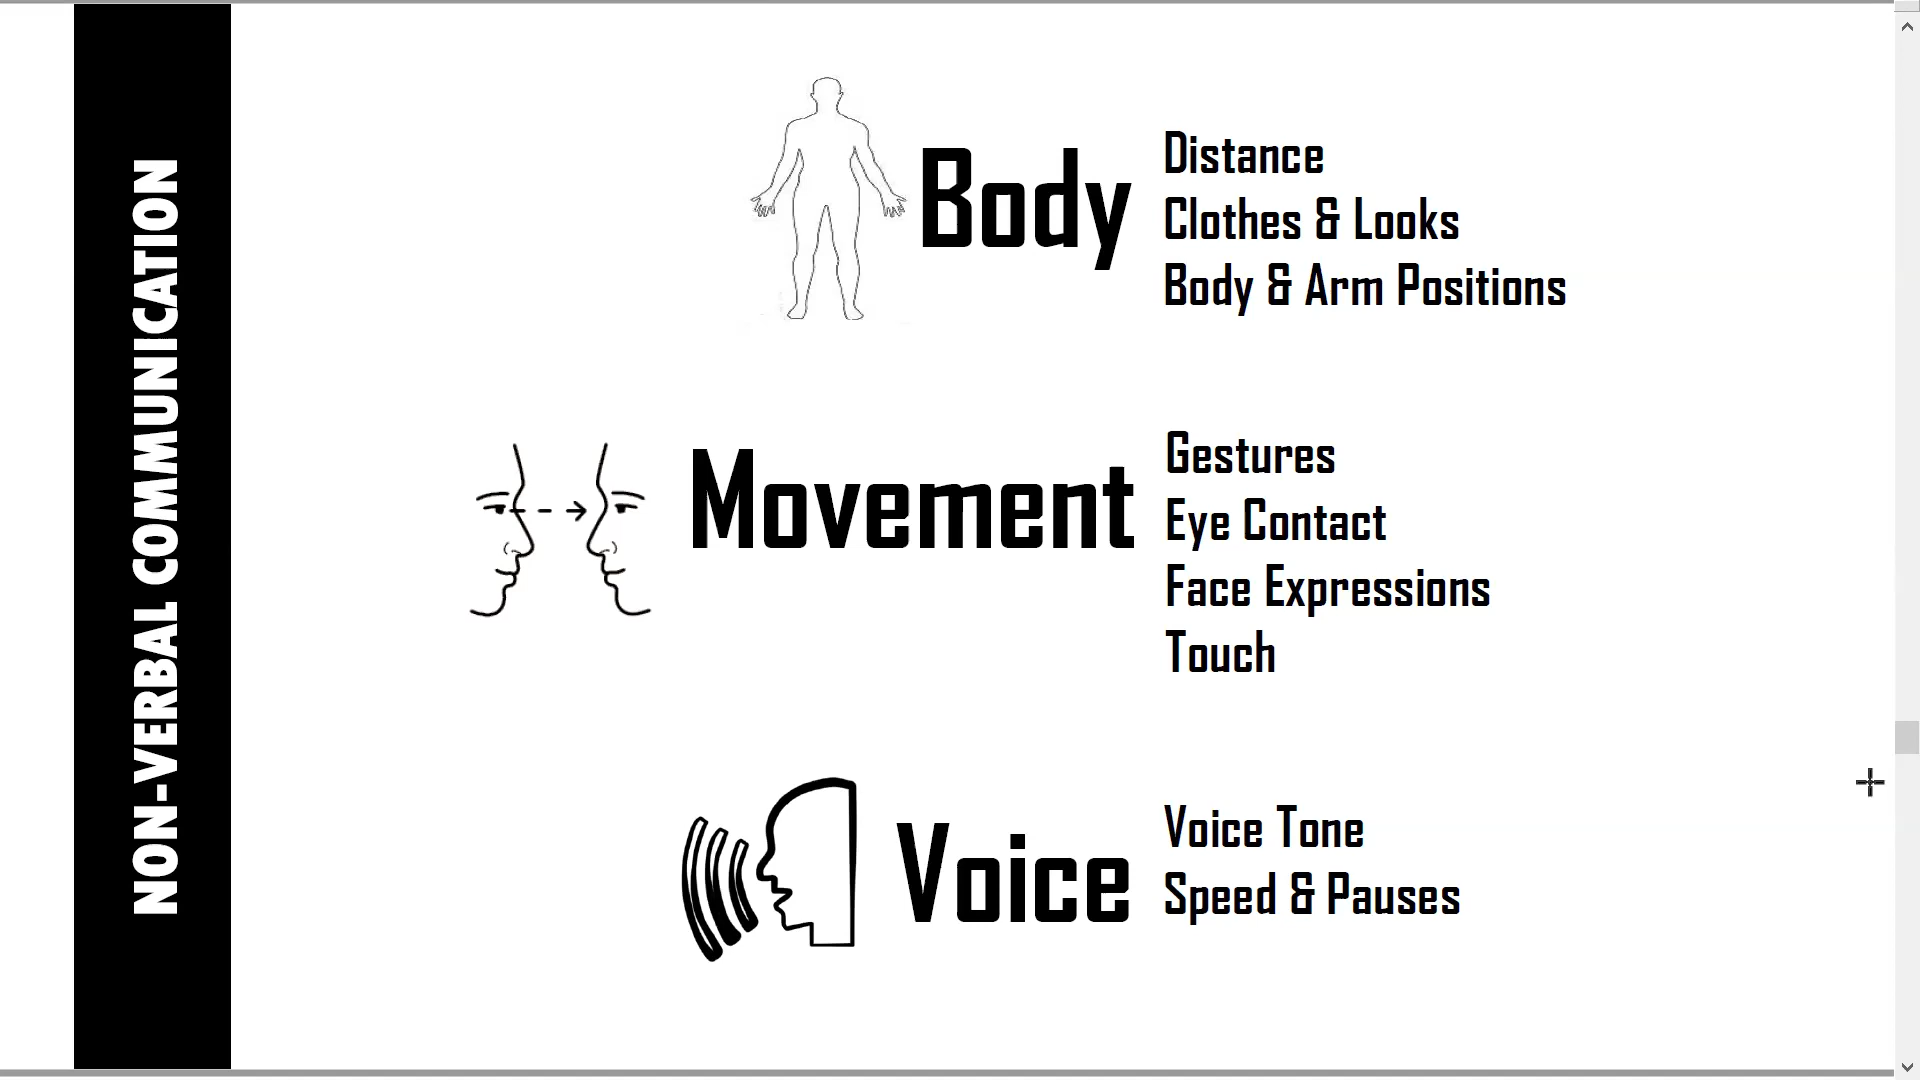 NON-VERBAL COMMUNICATION
Body
Distance
Clothes & Looks
Body & Arm Positions
Movement
Gestures
Eye Contact
Face Expressions
Touch
Voice
Voice Tone
Speed & Pauses